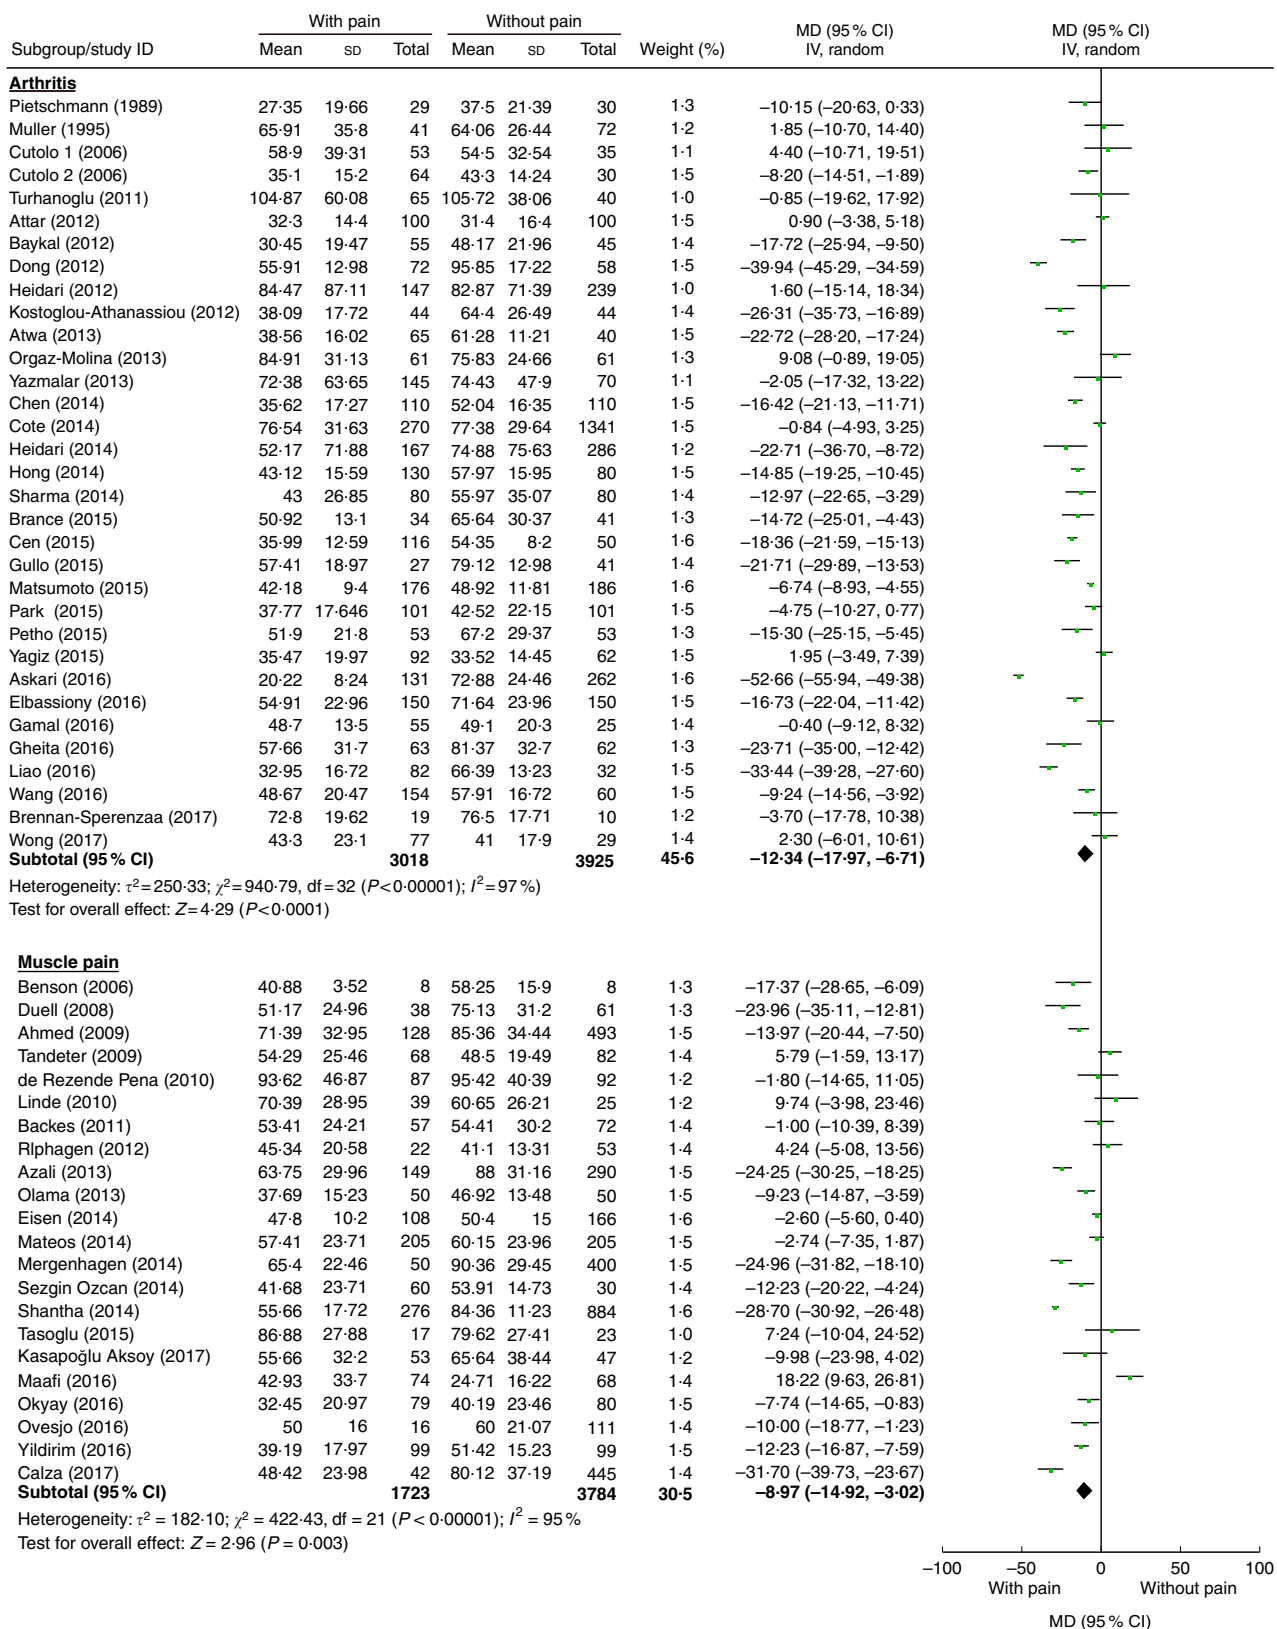 With pain Without pain MD (95 % CI) MD (95 % CI)
Subgroup/study ID Mean SD Total Mean SD Total Weight (%) IV, random IV, random
Arthritis
Pietschmann (1989) 27·35 19·66 29 37·5 21·39 30 1·3 –10·15 (–20·63, 0·33)
Muller (1995) 65·91 35·8 41 64·06 26·44 72 1·2 1·85 (–10·70, 14·40)
Cutolo 1 (2006) 58·9 39·31 53 54·5 32·54 35 1·1 4·40 (–10·71, 19·51)
Cutolo 2 (2006) 35·1 15·2 64 43·3 14·24 30 1·5 –8·20 (–14·51, –1·89)
Turhanoglu (2011) 104·87 60·08 65 105·72 38·06 40 1·0 –0·85 (–19·62, 17·92)
Attar (2012) 32·3 14·4 100 31·4 16·4 100 1·5 0·90 (–3·38, 5·18)
Baykal (2012) 30·45 19·47 55 48·17 21·96 45 1·4 –17·72 (–25·94, –9·50)
Dong (2012) 55·91 12·98 72 95·85 17·22 58 1·5 –39·94 (–45·29, –34·59)
Heidari (2012) 84·47 87·11 147 82·87 71·39 239 1·0 1·60 (–15·14, 18·34)
Kostoglou-Athanassiou (2012) 38·09 17·72 44 64·4 26·49 44 1·4 –26·31 (–35·73, –16·89)
Atwa (2013) 38·56 16·02 65 61·28 11·21 40 1·5 –22·72 (–28·20, –17·24)
Orgaz-Molina (2013) 84·91 31·13 61 75·83 24·66 61 1·3 9·08 (–0·89, 19·05)
Yazmalar (2013) 72·38 63·65 145 74·43 47·9 70 1·1 –2·05 (–17·32, 13·22)
Chen (2014) 35·62 17·27 110 52·04 16·35 110 1·5 –16·42 (–21·13, –11·71)
Cote (2014) 76·54 31·63 270 77·38 29·64 1341 1·5 –0·84 (–4·93, 3·25)
Heidari (2014) 52·17 71·88 167 74·88 75·63 286 1·2 –22·71 (–36·70, –8·72)
Hong (2014) 43·12 15·59 130 57·97 15·95 80 1·5 –14·85 (–19·25, –10·45)
Sharma (2014) 43 26·85 80 55·97 35·07 80 1·4 –12·97 (–22·65, –3·29)
Brance (2015) 50·92 13·1 34 65·64 30·37 41 1·3 –14·72 (–25·01, –4·43)
Cen (2015) 35·99 12·59 116 54·35 8·2 50 1·6 –18·36 (–21·59, –15·13)
Gullo (2015) 57·41 18·97 27 79·12 12·98 41 1·4 –21·71 (–29·89, –13·53)
Matsumoto (2015) 42·18 9·4 176 48·92 11·81 186 1·6 –6·74 (–8·93, –4·55)
Park (2015) 37·77 17·646 101 42·52 22·15 101 1·5 –4·75 (–10·27, 0·77)
Petho (2015) 51·9 21·8 53 67·2 29·37 53 1·3 –15·30 (–25·15, –5·45)
Yagiz (2015) 35·47 19·97 92 33·52 14·45 62 1·5 1·95 (–3·49, 7·39)
Askari (2016) 20·22 8·24 131 72·88 24·46 262 1·6 –52·66 (–55·94, –49·38)
Elbassiony (2016) 54·91 22·96 150 71·64 23·96 150 1·5 –16·73 (–22·04, –11·42)
Gamal (2016) 48·7 13·5 55 49·1 20·3 25 1·4 –0·40 (–9·12, 8·32)
Gheita (2016) 57·66 31·7 63 81·37 32·7 62 1·3 –23·71 (–35·00, –12·42)
Liao (2016) 32·95 16·72 82 66·39 13·23 32 1·5 –33·44 (–39·28, –27·60)
Wang (2016) 48·67 20·47 154 57·91 16·72 60 1·5 –9·24 (–14·56, –3·92)
Brennan-Sperenzaa (2017) 72·8 19·62 19 76·5 17·71 10 1·2 –3·70 (–17·78, 10·38)
Wong (2017) 43·3 23·1 77 41 17·9 29 1·4 2·30 (–6·01, 10·61)
Subtotal (95 % CI) 3018 3925 45·6 –12·34 (–17·97, –6·71)
Heterogeneity: τ²=250·33; χ²=940·79, df=32 (P<0·00001); I²=97 %)
Test for overall effect: Z=4·29 (P<0·0001)
Muscle pain
Benson (2006) 40·88 3·52 8 58·25 15·9 8 1·3 –17·37 (–28·65, –6·09)
Duell (2008) 51·17 24·96 38 75·13 31·2 61 1·3 –23·96 (–35·11, –12·81)
Ahmed (2009) 71·39 32·95 128 85·36 34·44 493 1·5 –13·97 (–20·44, –7·50)
Tandeter (2009) 54·29 25·46 68 48·5 19·49 82 1·4 5·79 (–1·59, 13·17)
de Rezende Pena (2010) 93·62 46·87 87 95·42 40·39 92 1·2 –1·80 (–14·65, 11·05)
Linde (2010) 70·39 28·95 39 60·65 26·21 25 1·2 9·74 (–3·98, 23·46)
Backes (2011) 53·41 24·21 57 54·41 30·2 72 1·4 –1·00 (–10·39, 8·39)
Rlphagen (2012) 45·34 20·58 22 41·1 13·31 53 1·4 4·24 (–5·08, 13·56)
Azali (2013) 63·75 29·96 149 88 31·16 290 1·5 –24·25 (–30·25, –18·25)
Olama (2013) 37·69 15·23 50 46·92 13·48 50 1·5 –9·23 (–14·87, –3·59)
Eisen (2014) 47·8 10·2 108 50·4 15 166 1·6 –2·60 (–5·60, 0·40)
Mateos (2014) 57·41 23·71 205 60·15 23·96 205 1·5 –2·74 (–7·35, 1·87)
Mergenhagen (2014) 65·4 22·46 50 90·36 29·45 400 1·5 –24·96 (–31·82, –18·10)
Sezgin Ozcan (2014) 41·68 23·71 60 53·91 14·73 30 1·4 –12·23 (–20·22, –4·24)
Shantha (2014) 55·66 17·72 276 84·36 11·23 884 1·6 –28·70 (–30·92, –26·48)
Tasoglu (2015) 86·88 27·88 17 79·62 27·41 23 1·0 7·24 (–10·04, 24·52)
Kasapoğlu Aksoy (2017) 55·66 32·2 53 65·64 38·44 47 1·2 –9·98 (–23·98, 4·02)
Maafi (2016) 42·93 33·7 74 24·71 16·22 68 1·4 18·22 (9·63, 26·81)
Okyay (2016) 32·45 20·97 79 40·19 23·46 80 1·5 –7·74 (–14·65, –0·83)
Ovesjo (2016) 50 16 16 60 21·07 111 1·4 –10·00 (–18·77, –1·23)
Yildirim (2016) 39·19 17·97 99 51·42 15.23 99 1·5 –12·23 (–16·87, –7·59)
Calza (2017) 48·42 23·98 42 80·12 37·19 445 1·4 –31·70 (–39·73, –23·67)
Subtotal (95 % CI) 1723 3784 30·5 –8·97 (–14·92, –3·02)
Heterogeneity: τ² = 182·10; χ² = 422·43, df = 21 (P < 0·00001); I² = 95 %
Test for overall effect: Z = 2·96 (P = 0·003)
–100 –50 0 50 100
With pain Without pain
MD (95 % CI)